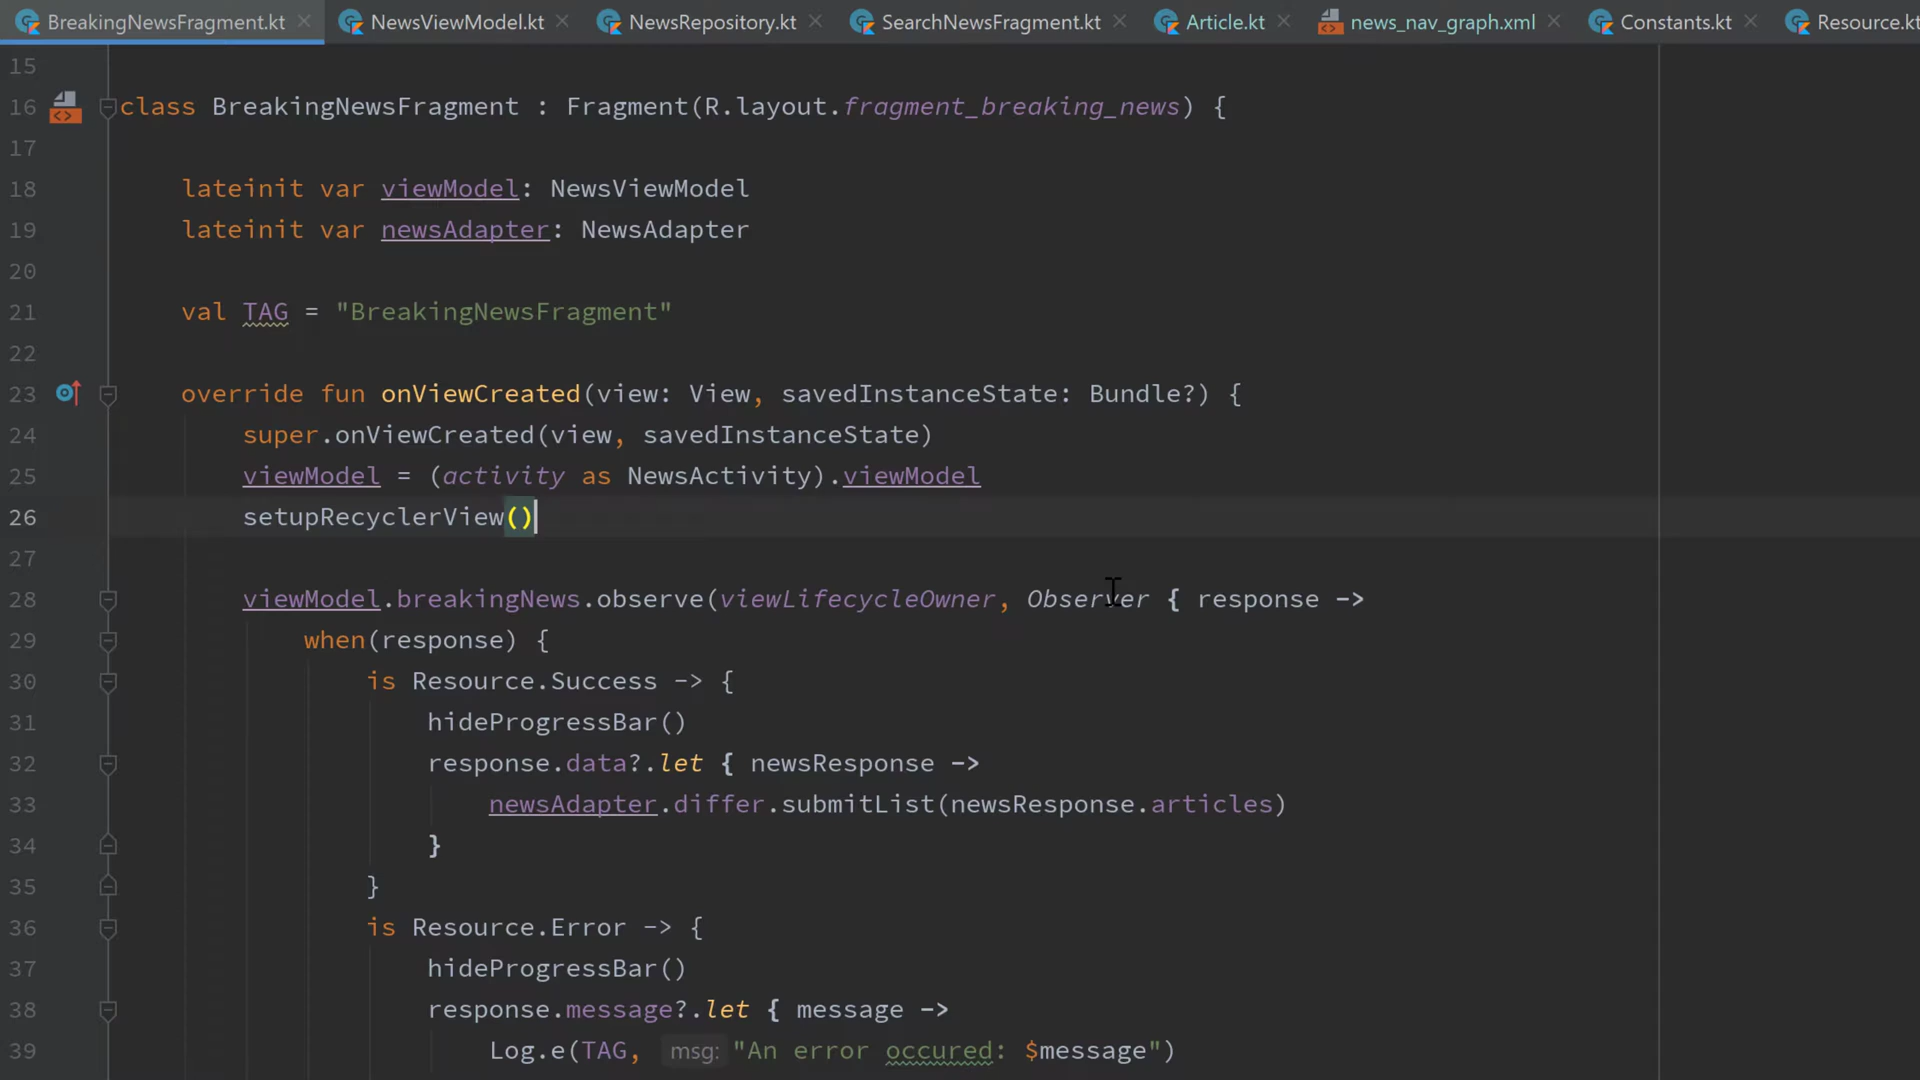 BreakingNewsFragment.kt NewsViewModel.kt NewsRepository.kt SearchNewsFragment.kt Article.kt news_nav_graph.xml Constants.kt Resource.kt
15
16 class BreakingNewsFragment : Fragment(R.layout.fragment_breaking_news) {
17
18 lateinit var viewModel: NewsViewModel
19 lateinit var newsAdapter: NewsAdapter
20
21 val TAG = "BreakingNewsFragment"
22
23 override fun onViewCreated(view: View, savedInstanceState: Bundle?) {
24 super.onViewCreated(view, savedInstanceState)
25 viewModel = (activity as NewsActivity).viewModel
26 setupRecyclerView()
27
28 viewModel.breakingNews.observe(viewLifecycleOwner, Observer { response ->
29 when(response) {
30 is Resource.Success -> {
31 hideProgressBar()
32 response.data?.let { newsResponse ->
33 newsAdapter.differ.submitList(newsResponse.articles)
34 }
35 }
36 is Resource.Error -> {
37 hideProgressBar()
38 response.message?.let { message ->
39 Log.e(TAG, msg: "An error occured: $message")